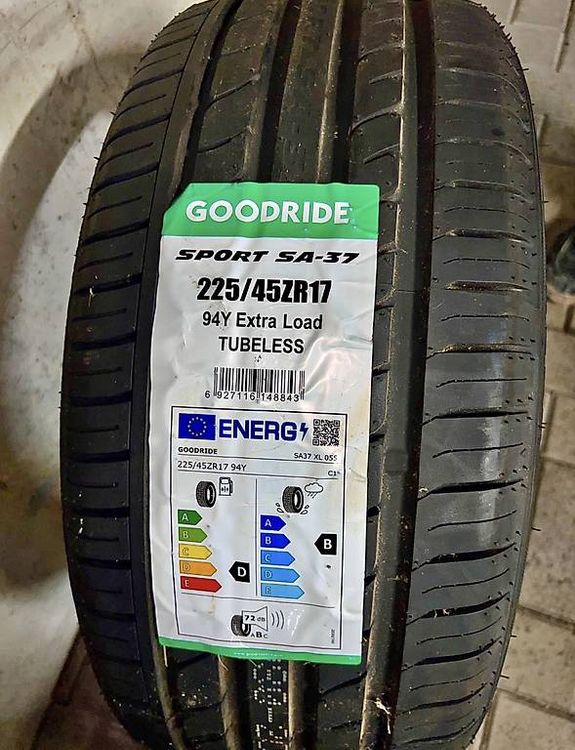 GOODRIDE
SPORT SA-37
225/45ZR17
94Y Extra Load
TUBELESS
6 927116 148843
ENERG
GOODRIDE
SA37 XL 055
225/45ZR17 94Y
C1
A
B
C
D
E
D
A
B
C
D
E
B
72 dB
ABC